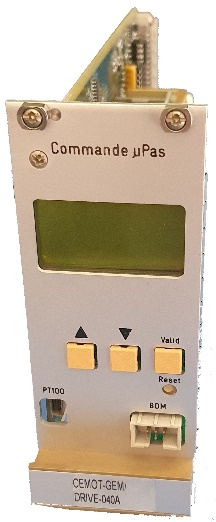 Commande µPas
▲ ▼ Valid
Reset
PT100
BDM
CEMOT-GEM/
DRIVE-040A